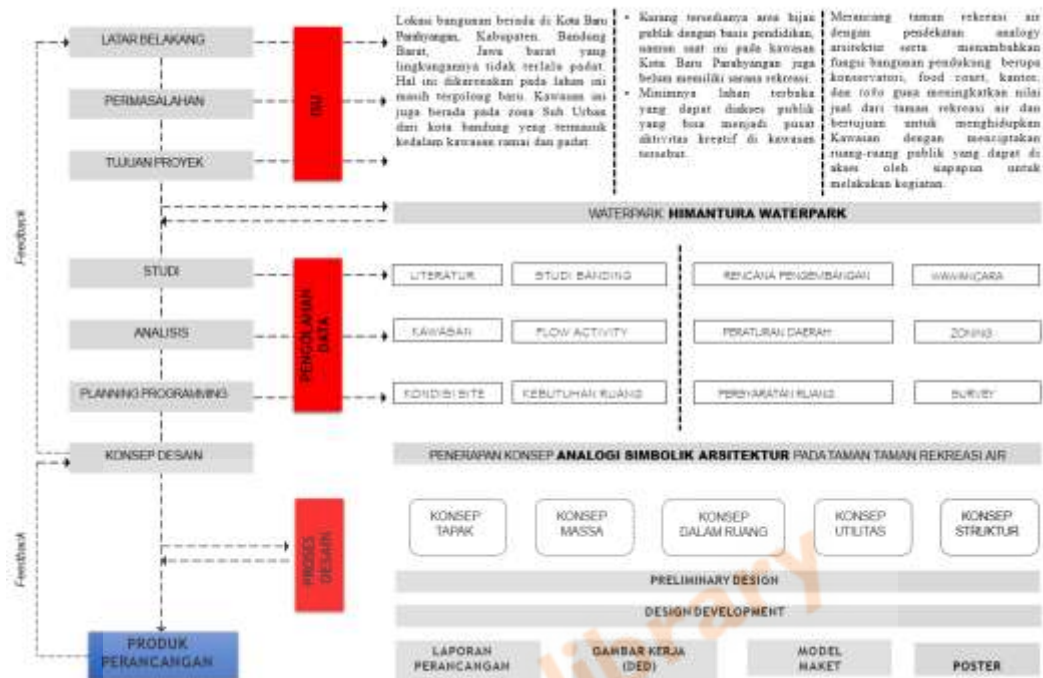 LATAR BELAKANG
PERMASALAHAN
TUJUAN PROYEK
ISU
Lokasi bangunan berada di Kota Baru
Parahyangan, Kabupaten. Bandung
Barat, Jawa barat yang
lingkungannya tidak terlalu padat.
Hal ini dikarenakan pada lahan ini
masih tergolong baru. Kawasan ini
juga berada pada zona Sub Urban
dari kota bandung yeng termasuk
kedalam kawasan ramai dan padat.
• Kurang tersedianya area hijau
publik dengan basis pendidikan,
namun saat ini pada kawasan
Kota Baru Parahyangan juga
belum memiliki sarana rekreasi.
• Minimnya lahan terbuka
yang dapat diakses publik
yang bisa menjadi pusat
aktivitas kreatif di kawasan
tersebut.
Merancang taman rekreasi air
dengan pendekatan analogy
arsitektur serta menambahkan
fungsi bangunan pendukung berupa
konservatori, food court, kantor,
dan toko guna meningkatkan nilai
jual dari taman rekreasi air dan
bertujuan untuk menghidupkan
Kawasan dengan menciptakan
ruang-ruang publik yang dapat di
akses oleh siapapun untuk
melakukan kegiatan.
WATERPARK HIMANTURA WATERPARK
Feedback
STUDI
ANALISIS
PLANNING PROGRAMMING
PENGOLAHAN
DATA
LITERATUR
STUDI BANDING
RENCANA PENGEMBANGAN
WAWANCARA
KAWASAN
FLOW ACTIVITY
PERATURAN DAERAH
ZONING
KONDISI SITE
KEBUTUHAN RUANG
PERSYARATAN RUANG
SURVEY
KONSEP DESAIN
PENERAPAN KONSEP ANALOGI SIMBOLIK ARSITEKTUR PADA TAMAN TAMAN REKREASI AIR
Feedback
PROSES
DESAIN
KONSEP
TAPAK
KONSEP
MASSA
KONSEP
DALAM RUANG
KONSEP
UTILITAS
KONSEP
STRUKTUR
PRELIMINARY DESIGN
DESIGN DEVELOPMENT
PRODUK
PERANCANGAN
LAPORAN
PERANCANGAN
GAMBAR KERJA
(DED)
MODEL
MAKET
POSTER
library